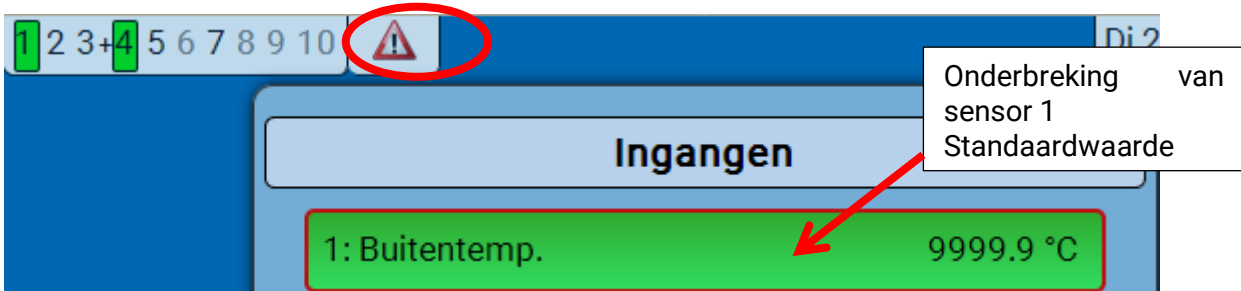 1 2 3+4 5 6 7 8 9 10
Di 2
Onderbreking van
sensor 1
Standaardwaarde
Ingangen
1: Buitentemp. 9999.9 °C